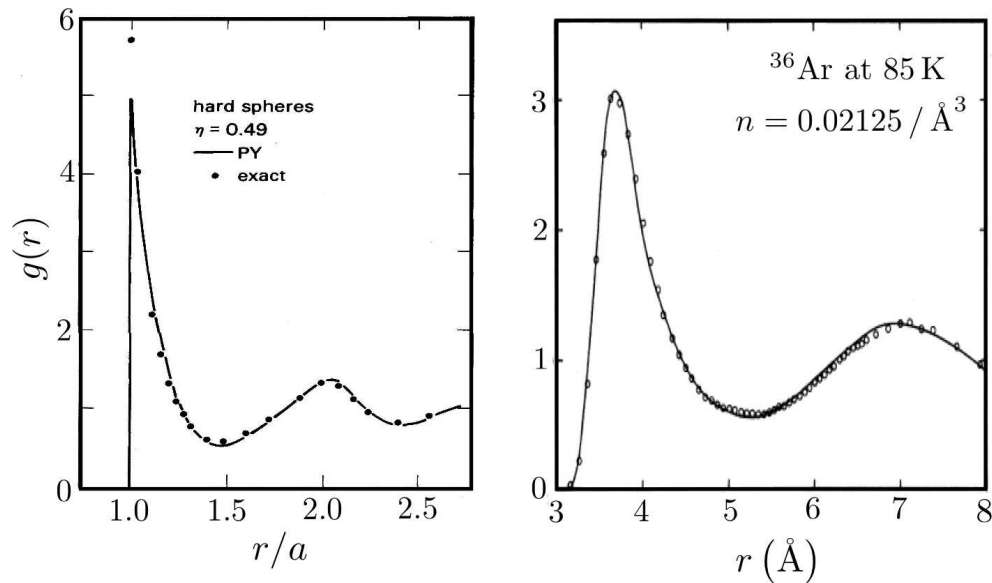 6
4
2
0
g(r)
hard spheres
η = 0.49
PY
exact
1.0 1.5 2.0 2.5
r/a
³⁶Ar at 85 K
n = 0.02125 / Å³
3
2
1
0
3 4 5 6 7 8
r (Å)